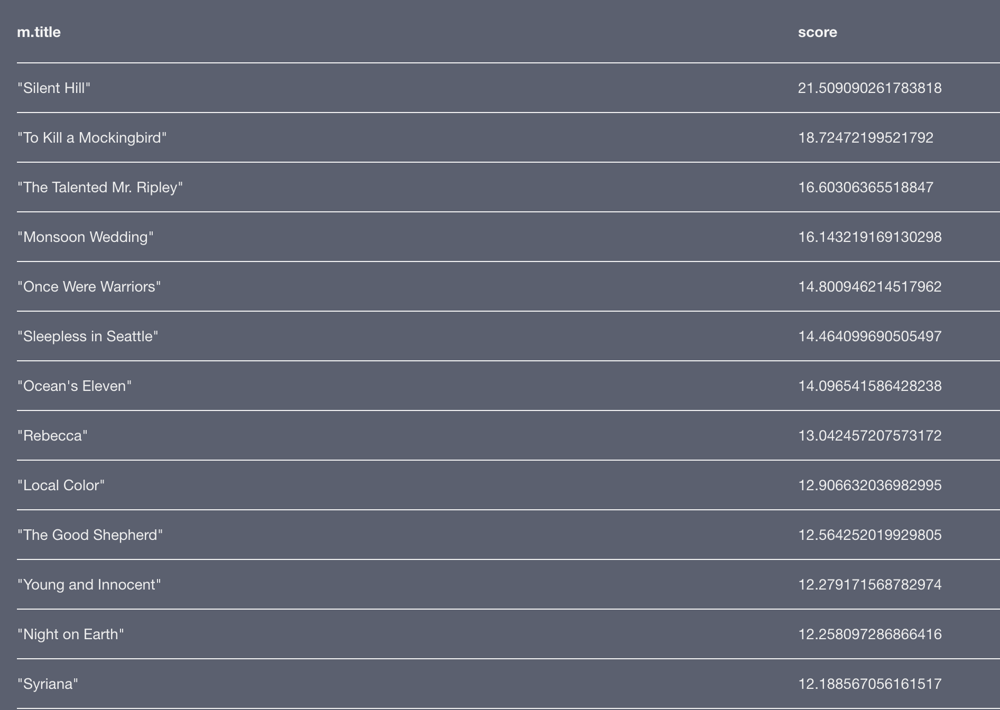 m.title score
"Silent Hill" 21.509090261783818
"To Kill a Mockingbird" 18.72472199521792
"The Talented Mr. Ripley" 16.60306365518847
"Monsoon Wedding" 16.143219169130298
"Once Were Warriors" 14.800946214517962
"Sleepless in Seattle" 14.464099690505497
"Ocean's Eleven" 14.096541586428238
"Rebecca" 13.042457207573172
"Local Color" 12.906632036982995
"The Good Shepherd" 12.564252019929805
"Young and Innocent" 12.279171568782974
"Night on Earth" 12.258097286866416
"Syriana" 12.188567056161517